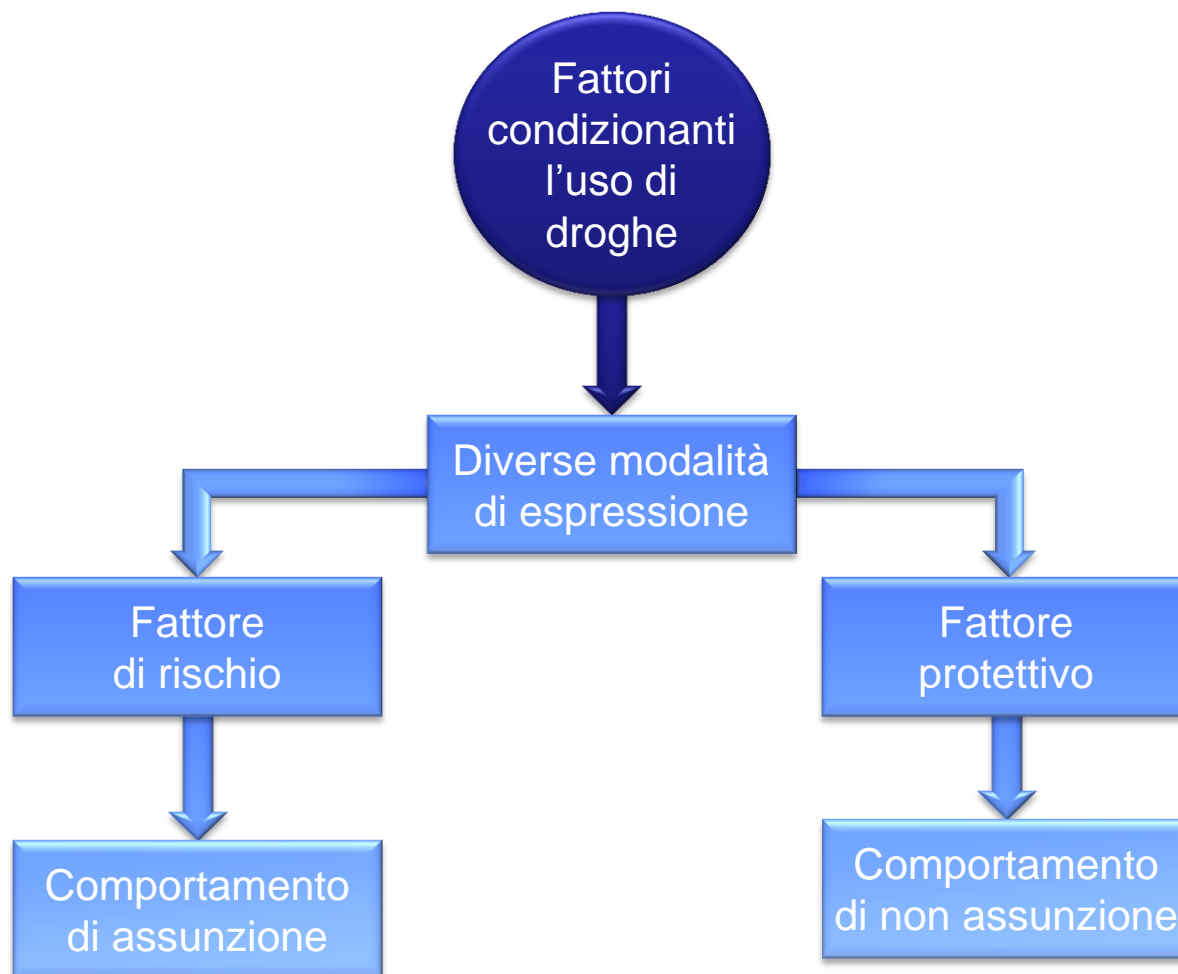 Fattori
condizionanti
l’uso di
droghe
Diverse modalità
di espressione
Fattore
di rischio
Fattore
protettivo
Comportamento
di assunzione
Comportamento
di non assunzione